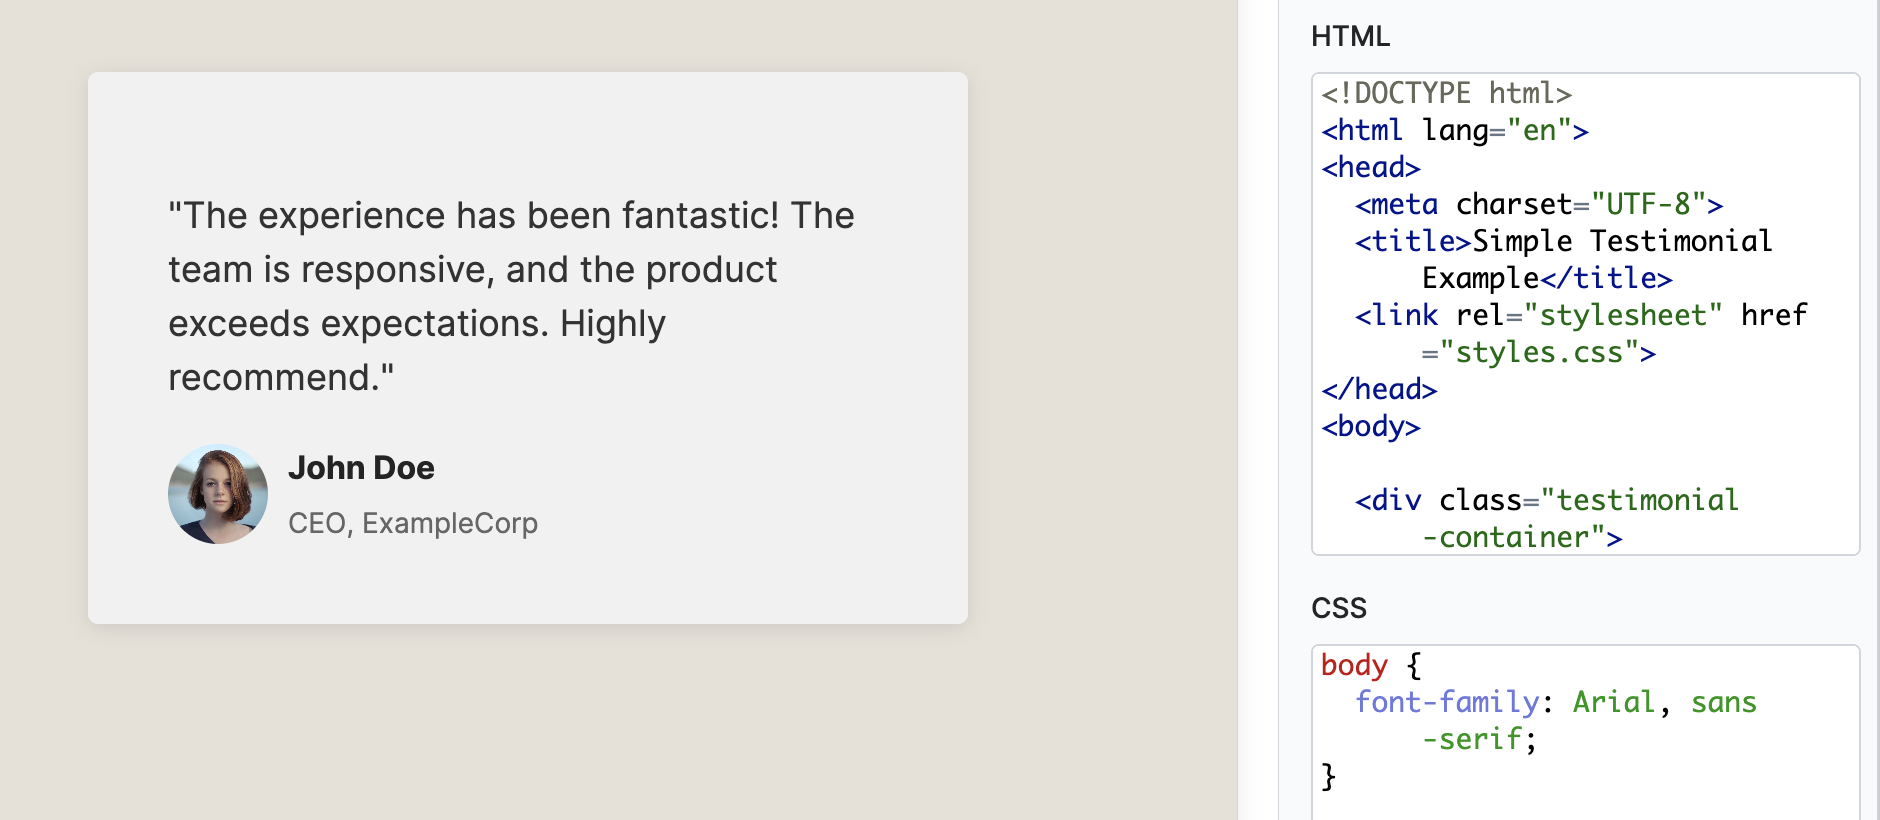 "The experience has been fantastic! The
team is responsive, and the product
exceeds expectations. Highly
recommend."
John Doe
CEO, ExampleCorp
HTML
<!DOCTYPE html>
<html lang="en">
<head>
  <meta charset="UTF-8">
  <title>Simple Testimonial
      Example</title>
  <link rel="stylesheet" href
      ="styles.css">
</head>
<body>
  <div class="testimonial
      -container">
CSS
body {
  font-family: Arial, sans
      -serif;
}